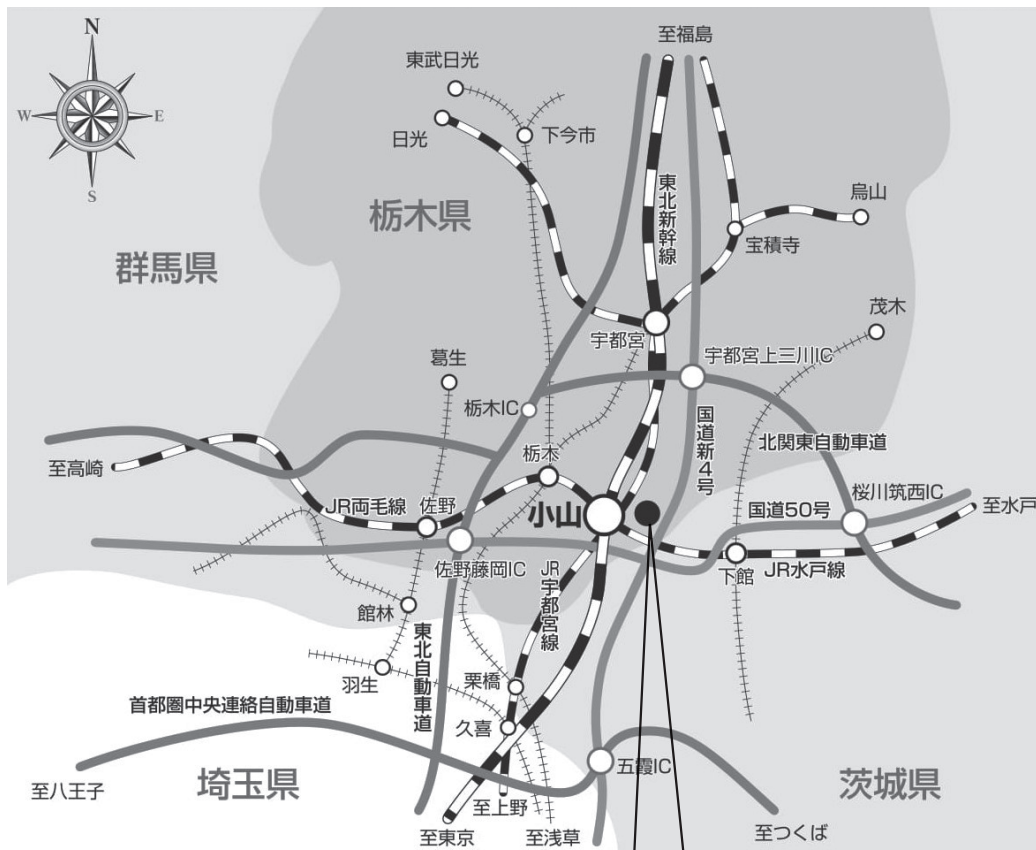 N
W
E
S
至福島
東武日光
日光
下今市
栃木県
東北新幹線
烏山
宝積寺
群馬県
茂木
宇都宮
宇都宮上三川IC
葛生
栃木IC
国道新4号
北関東自動車道
至高崎
栃木
JR両毛線
佐野
小山
国道50号
桜川筑西IC
至水戸
佐野藤岡IC
JR宇都宮線
下館
JR水戸線
館林
東北自動車道
羽生
栗橋
首都圏中央連絡自動車道
久喜
五霞IC
至八王子
埼玉県
茨城県
至上野
至東京
至浅草
至つくば